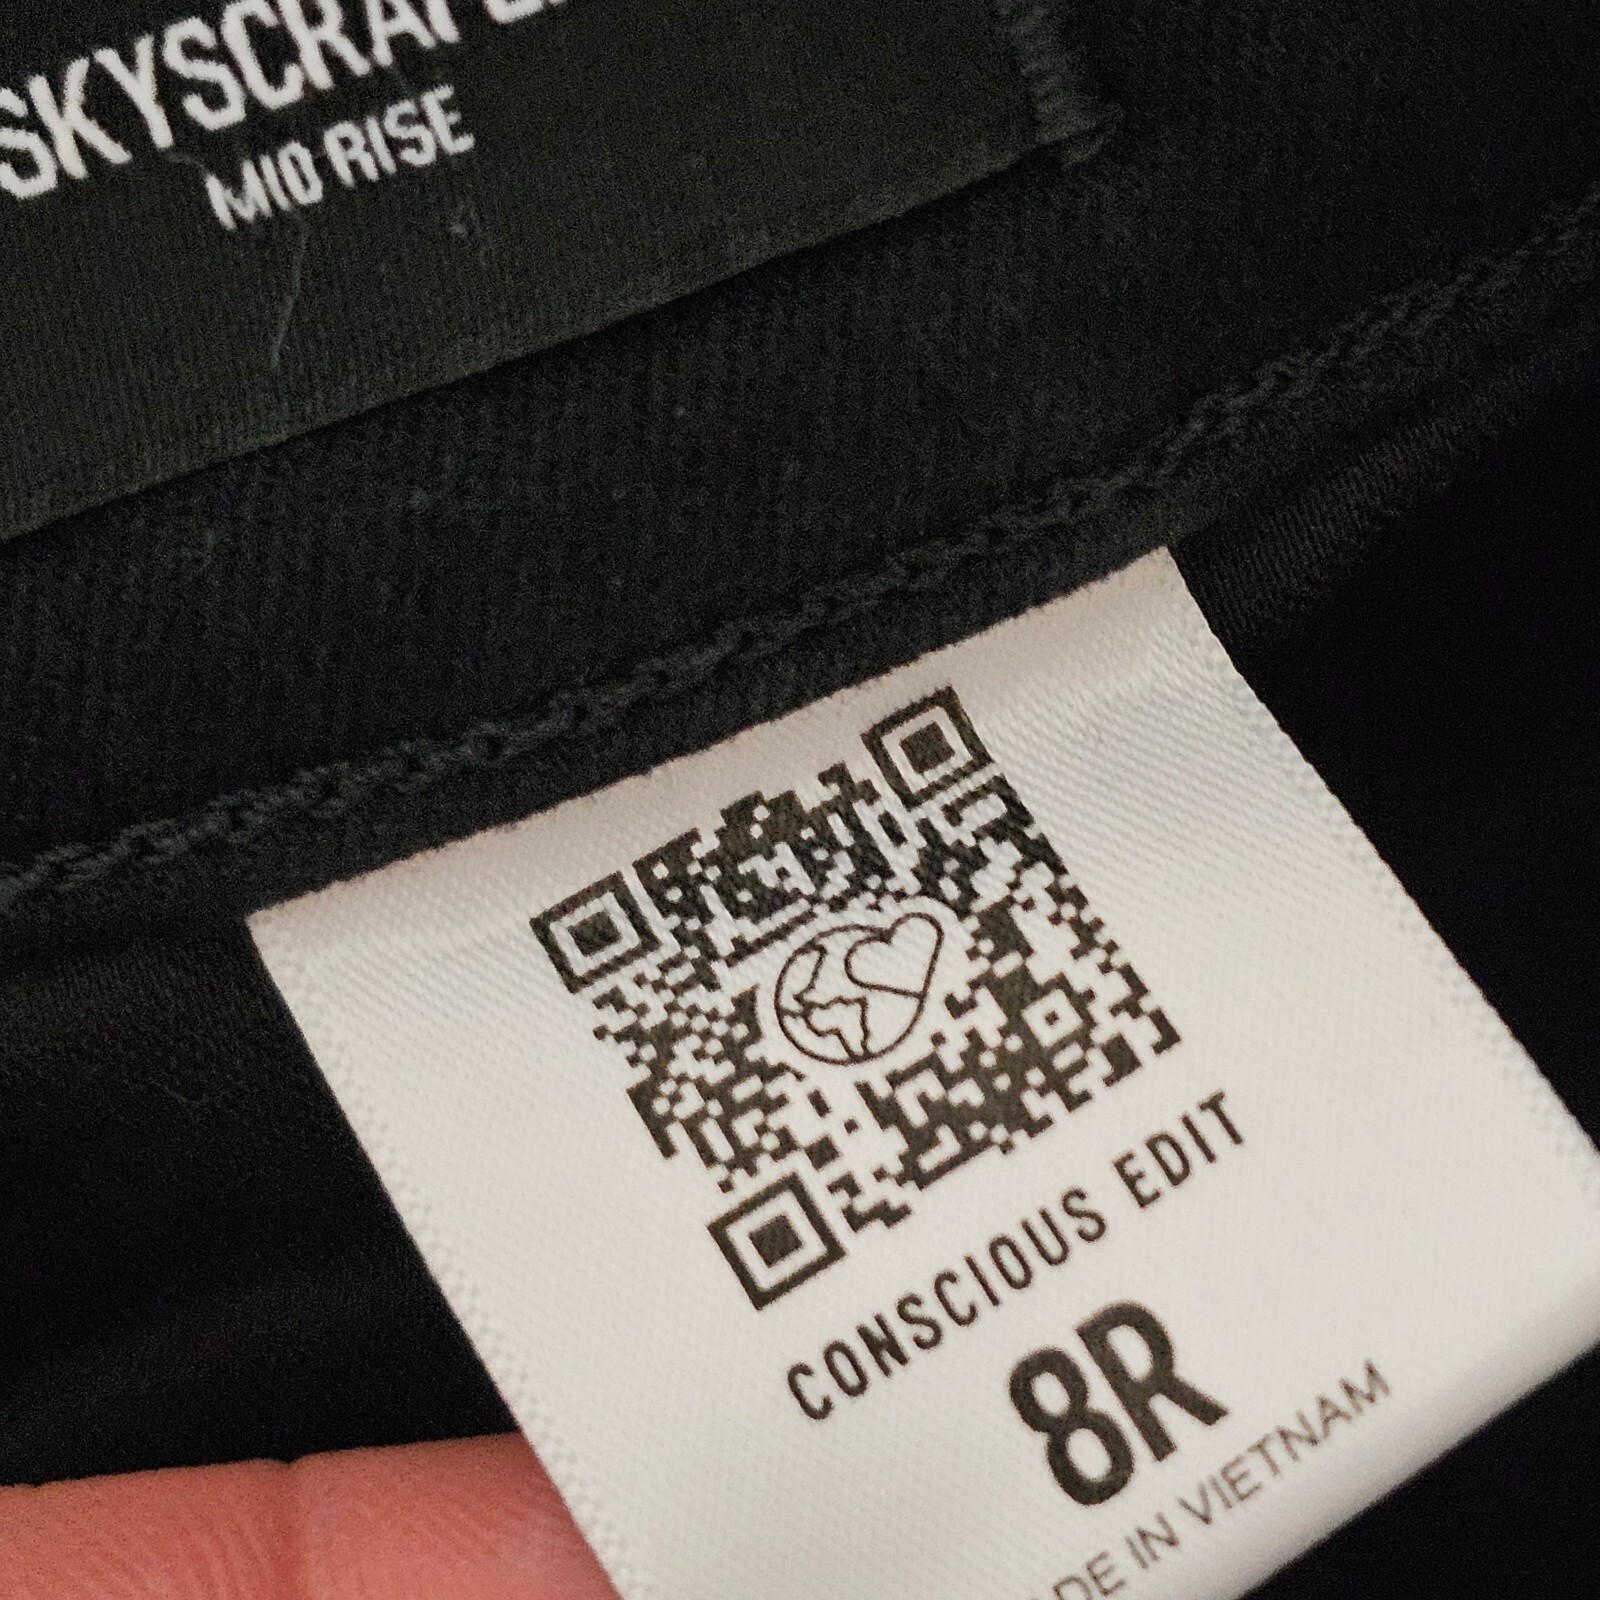 MID RISE
CONSCIOUS EDIT
8R
IN VIETNAM